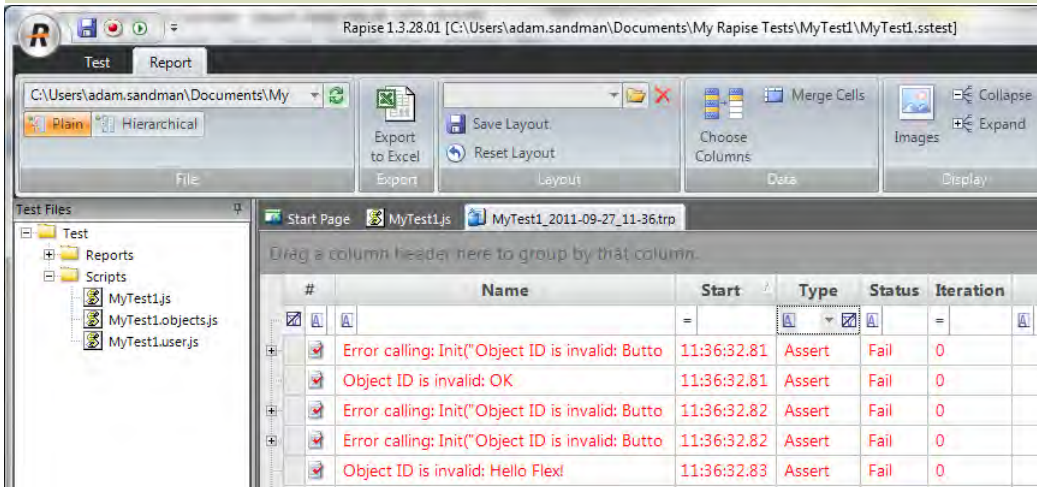 Rapise 1.3.28.01 [C:\Users\adam.sandman\Documents\My Rapise Tests\MyTest1\MyTest1.sstest]
Test Report
C:\Users\adam.sandman\Documents\My
Plain Hierarchical
File
Export to Excel
Export
Save Layout
Reset Layout
Layout
Choose Columns
Merge Cells
Data
Images
Collapse
Expand
Display
Test Files
Test
Reports
Scripts
MyTest1.js
MyTest1.objects.js
MyTest1.user.js
Start Page MyTest1.js MyTest1_2011-09-27_11-36.trp
Drag a column header here to group by that column.
# Name Start Type Status Iteration
= =
Error calling: Init("Object ID is invalid: Butto 11:36:32.81 Assert Fail 0
Object ID is invalid: OK 11:36:32.81 Assert Fail 0
Error calling: Init("Object ID is invalid: Butto 11:36:32.82 Assert Fail 0
Error calling: Init("Object ID is invalid: Butto 11:36:32.82 Assert Fail 0
Object ID is invalid: Hello Flex! 11:36:32.83 Assert Fail 0